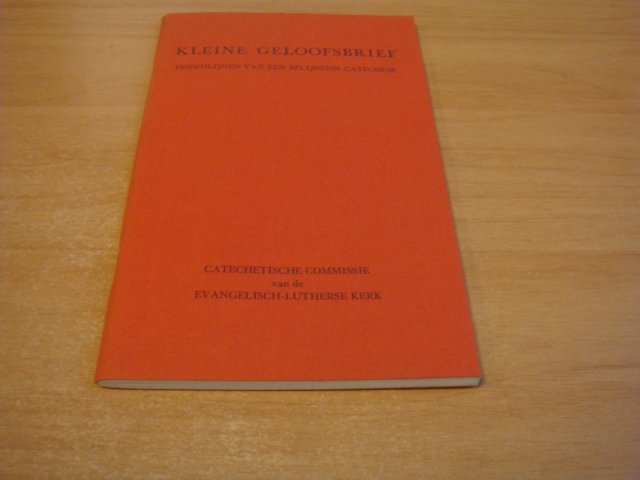 KLEINE GELOOFSBRIEF
HOOFDLIJNEN VAN EEN BELIJDENIS-CATECHESE
CATECHETISCHE COMMISSIE
van de
EVANGELISCH-LUTHERSE KERK